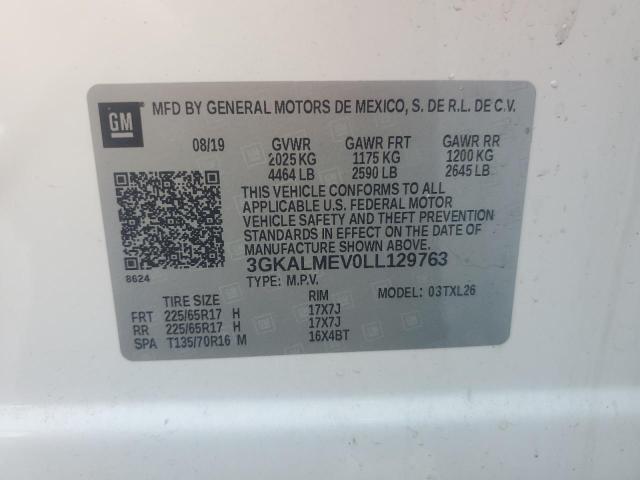 GM
MFD BY GENERAL MOTORS DE MEXICO, S. DE R.L. DE C.V.
08/19 GVWR GAWR FRT GAWR RR
2025 KG 1175 KG 1200 KG
4464 LB 2590 LB 2645 LB
THIS VEHICLE CONFORMS TO ALL
APPLICABLE U.S. FEDERAL MOTOR
VEHICLE SAFETY AND THEFT PREVENTION
STANDARDS IN EFFECT ON THE DATE OF
MANUFACTURE SHOWN ABOVE.
8624 3GKALMEV0LL129763
TYPE: M.P.V.
TIRE SIZE RIM MODEL: 03TXL26
FRT 225/65R17 H 17X7J
RR 225/65R17 H 17X7J
SPA T135/70R16 M 16X4BT